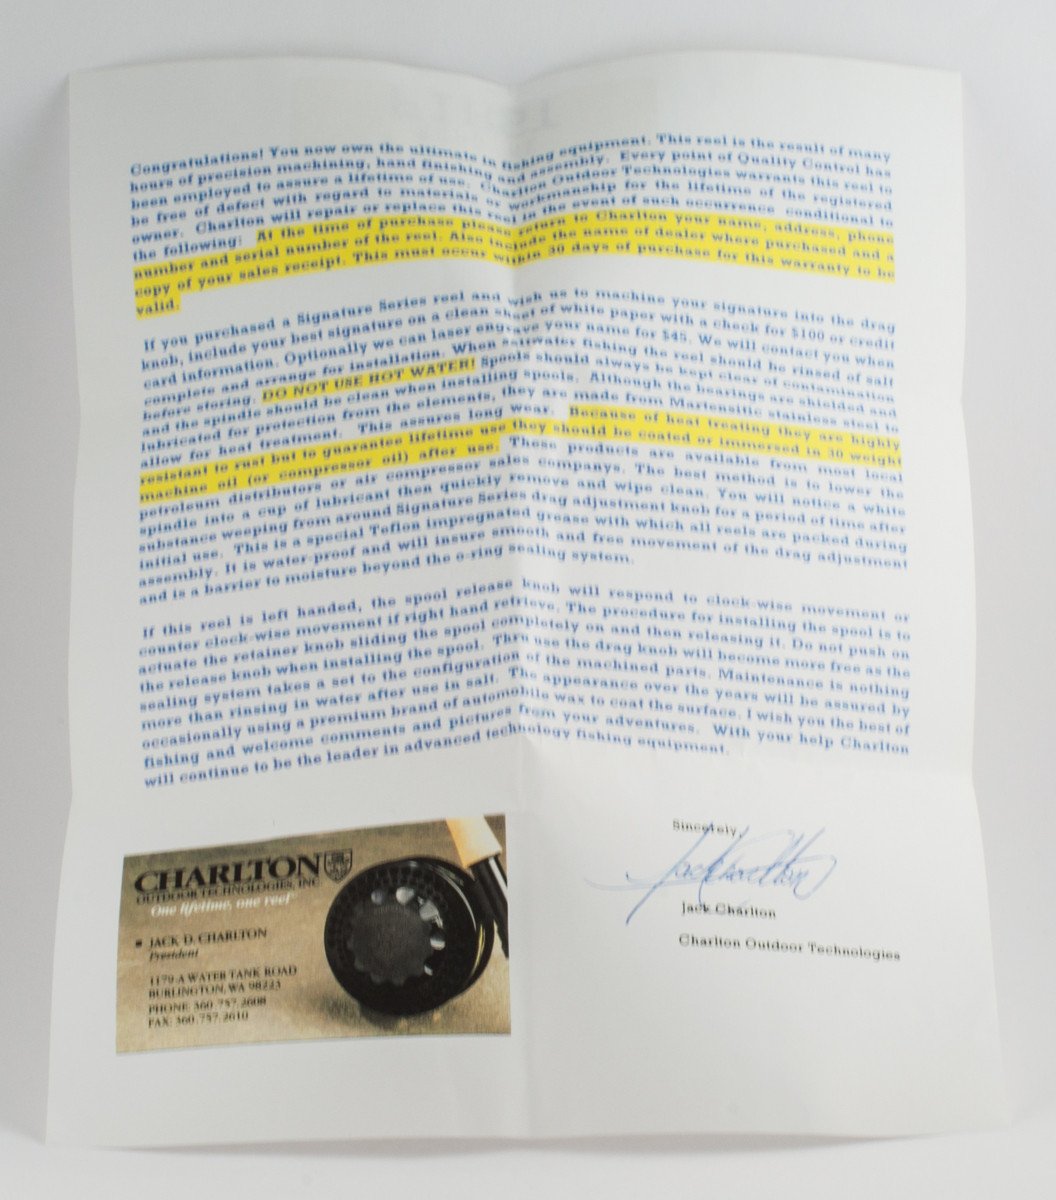 Congratulations! You now own the ultimate in fishing equipment. This reel is the result of many
hours of precision machining, hand finishing and assembly. Every point of Quality Control has
been employed to assure a lifetime of use. Charlton Outdoor Technologies warrants this reel to
be free of defect with regard to materials or workmanship for the lifetime of the registered
owner. Charlton will repair or replace this reel in the event of such occurrence conditional to
the following: At the time of purchase please return to Charlton your name, address, phone
number and serial number of the reel. Also include the name of dealer where purchased and a
copy of your sales receipt. This must occur within 30 days of purchase for this warranty to be
valid.
If you purchased a Signature Series reel and wish us to machine your signature into the drag
knob, include your best signature on a clean sheet of white paper with a check for $100 or credit
card information. Optionally we can laser engrave your name for $45. We will contact you when
complete and arrange for installation. When saltwater fishing the reel should be rinsed of salt
before storing. DO NOT USE HOT WATER! Spools should always be kept clear of contamination
and the spindle should be clean when installing spools. Although the bearings are shielded and
lubricated for protection from the elements, they are made from Marensitic stainless steel to
allow for heat treatment. This assures long wear. Because of heat treating they are highly
resistant to rust but to guarantee lifetime use they should be coated or immersed in 30 weight
machine oil (or compressor oil) after use. These products are available from most local
petroleum distributors or air compressor sales companys. The best method is to lower the
spindle into a cup of lubricant then quickly remove and wipe clean. You will notice a white
substance weeping from around Signature Series drag adjustment knob for a period of time after
initial use. This is a special Teflon impregnated grease with which all reels are packed during
assembly. It is water proof and will insure smooth and free movement of the drag adjustment
and is a barrier to moisture beyond the o-ring sealing system.
If this reel is left handed, the spool release knob will respond to clock-wise movement or
counter clock-wise movement if right hand retrieve. The procedure for installing the spool is to
actuate the retainer knob sliding the spool completely on and then releasing it. Do not push on
the release knob when installing the spool. Thru use the drag knob will become more free as the
sealing system takes a set to the configuration of the machined parts. Maintenance is nothing
more than rinsing in water after use in salt. The appearance over the years will be assured by
occasionally using a premium brand of automobile wax to coat the surface. I wish you the best of
fishing and welcome comments and pictures from your adventures. With your help Charlton
will continue to be the leader in advanced technology fishing equipment.
Sincerely,
Jack Charlton
Jack Charlton
Charlton Outdoor Technologies
CHARLTON
OUTDOOR TECHNOLOGIES, INC.
"One lifetime, one reel"
JACK D. CHARLTON
President
1179-A WATER TANK ROAD
BURLINGTON, WA 98223
PHONE: 360.757.2608
FAX: 360.757.2610